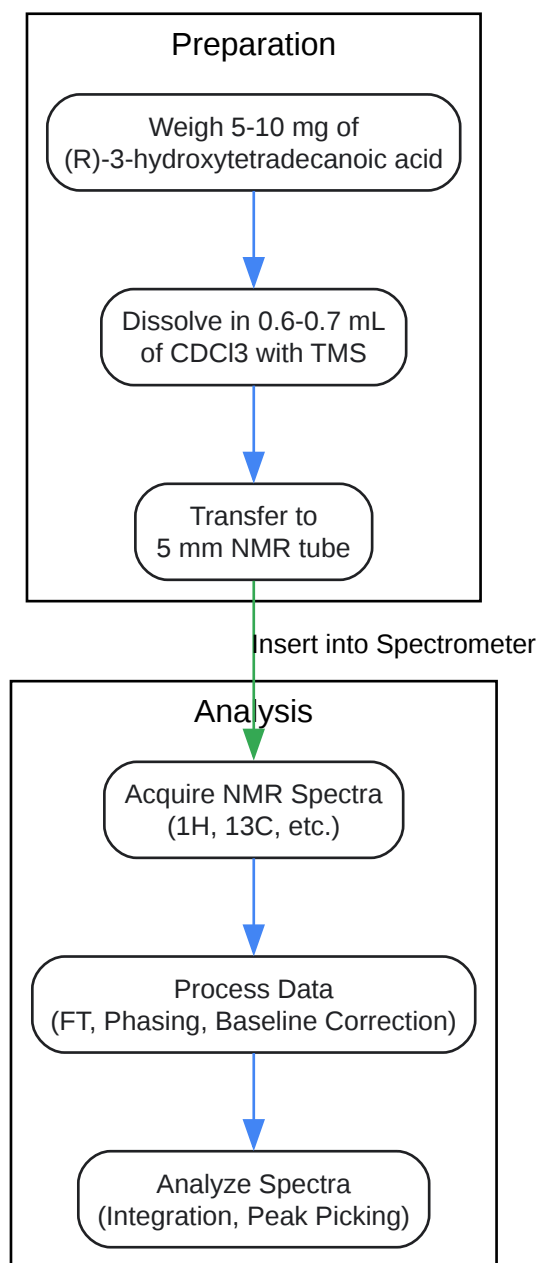 Preparation
Weigh 5-10 mg of
(R)-3-hydroxytetradecanoic acid
Dissolve in 0.6-0.7 mL
of CDCl3 with TMS
Transfer to
5 mm NMR tube
Insert into Spectrometer
Analysis
Acquire NMR Spectra
(1H, 13C, etc.)
Process Data
(FT, Phasing, Baseline Correction)
Analyze Spectra
(Integration, Peak Picking)